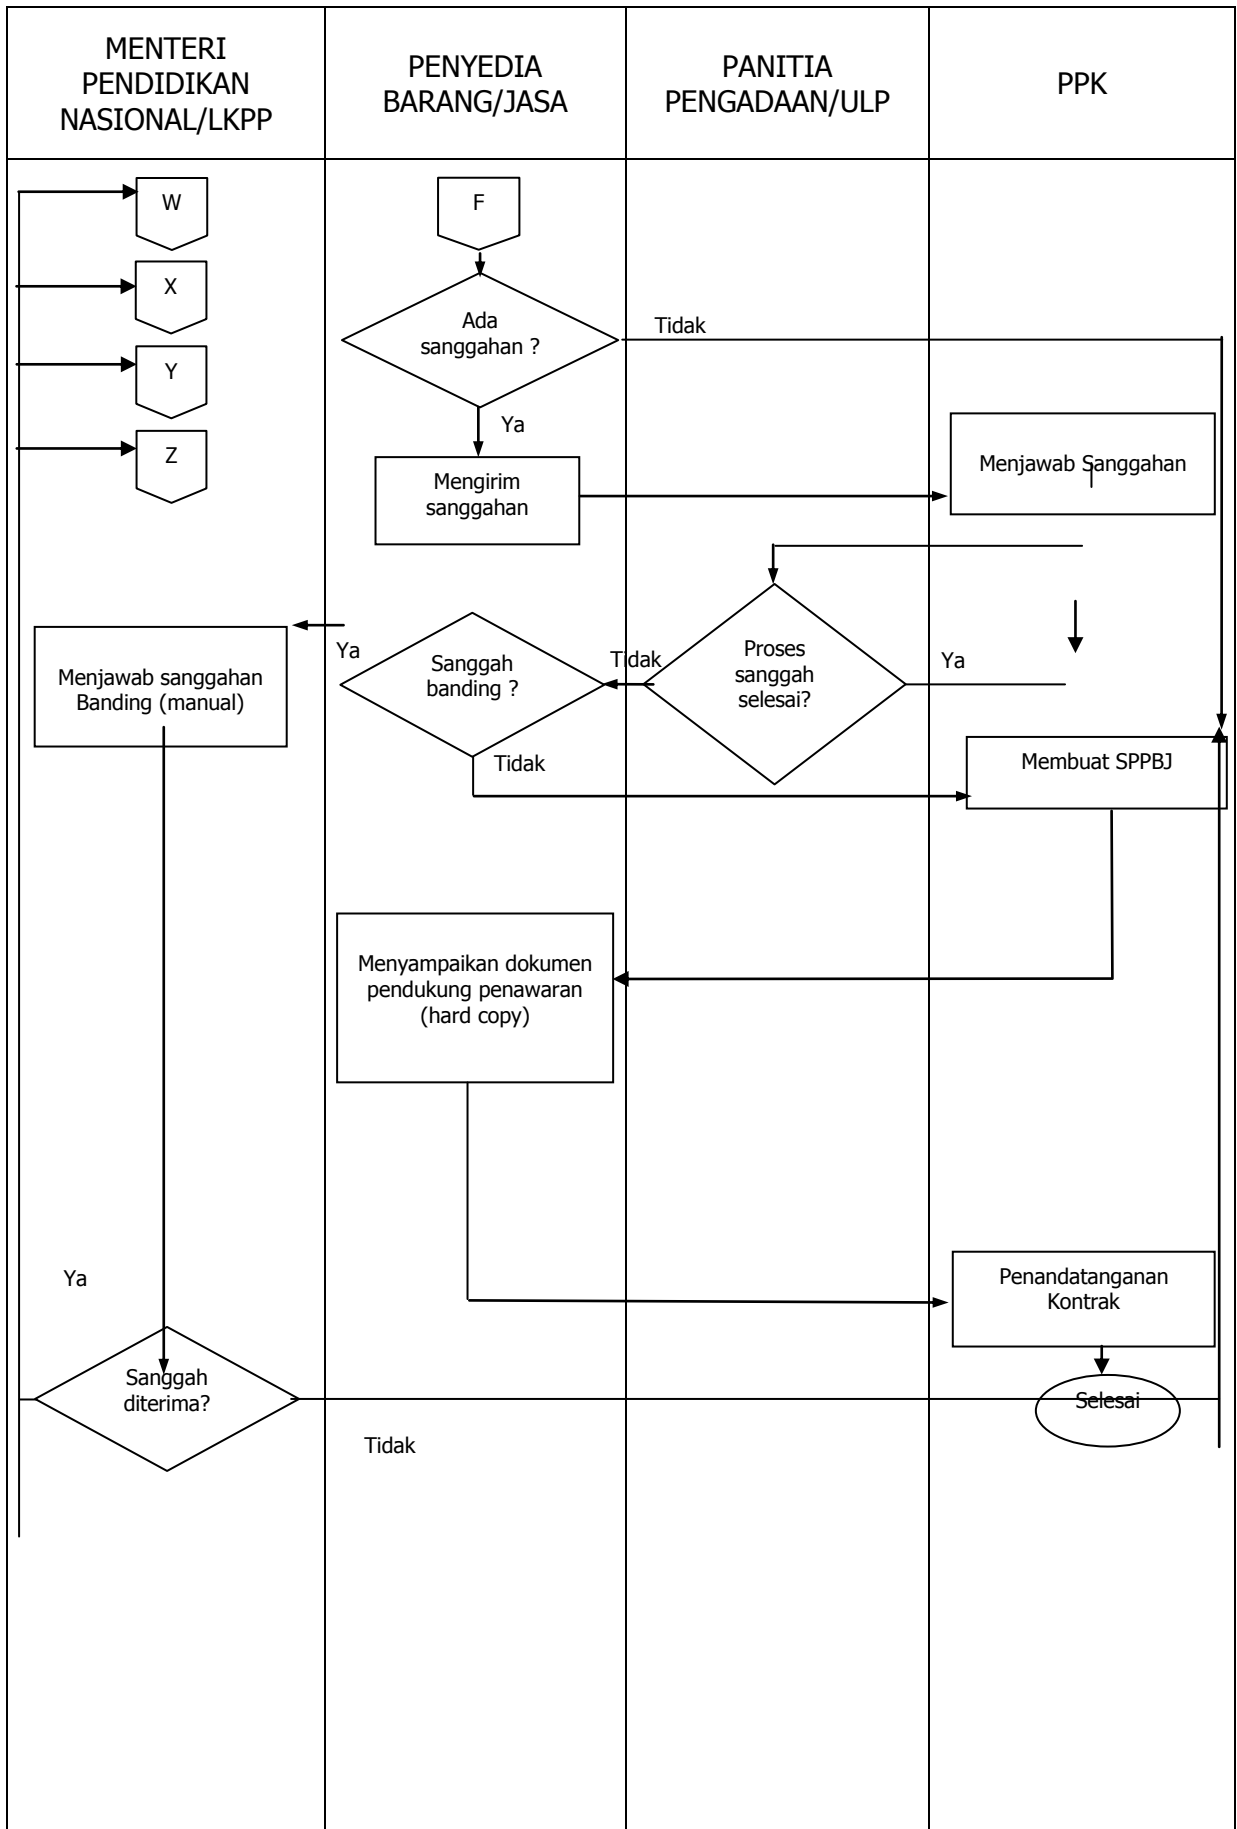 MENTERI
PENDIDIKAN
NASIONAL/LKPP
PENYEDIA
BARANG/JASA
PANITIA
PENGADAAN/ULP
PPK
W
F
X
Ada
sanggahan ?
Tidak
Y
Ya
Z
Mengirim
sanggahan
Menjawab Sanggahan
Menjawab sanggahan
Banding (manual)
Ya
Sanggah
banding ?
Tidak
Proses
sanggah
selesai?
Ya
Tidak
Membuat SPPBJ
Menyampaikan dokumen
pendukung penawaran
(hard copy)
Ya
Penandatanganan
Kontrak
Sanggah
diterima?
Selesai
Tidak